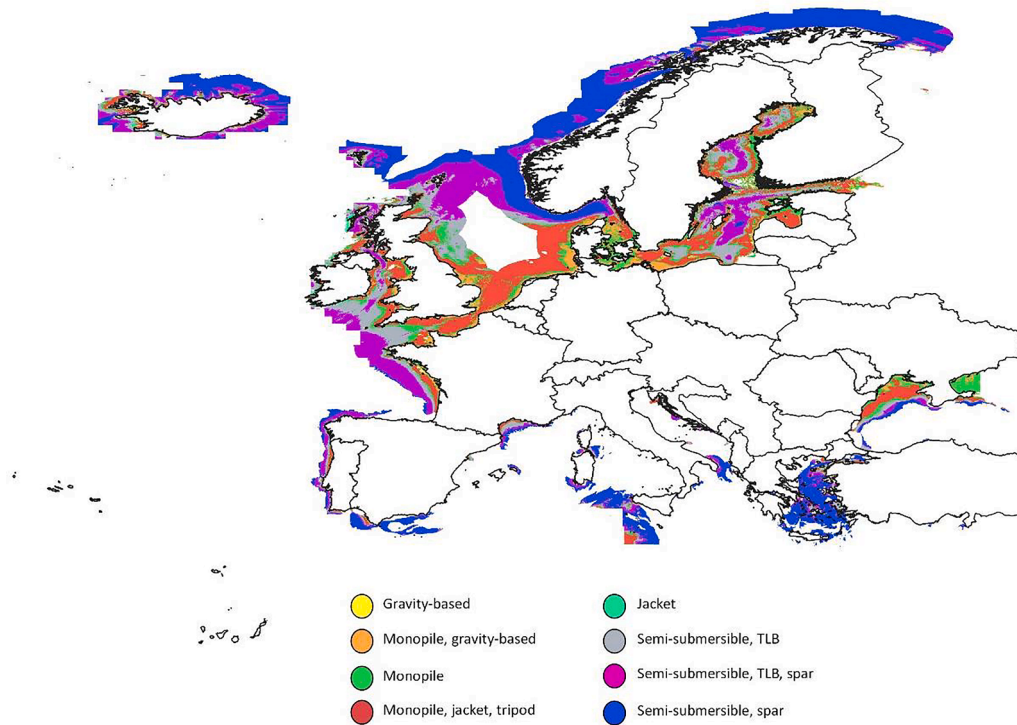 Gravity-based
Monopile, gravity-based
Monopile
Monopile, jacket, tripod
Jacket
Semi-submersible, TLB
Semi-submersible, TLB, spar
Semi-submersible, spar